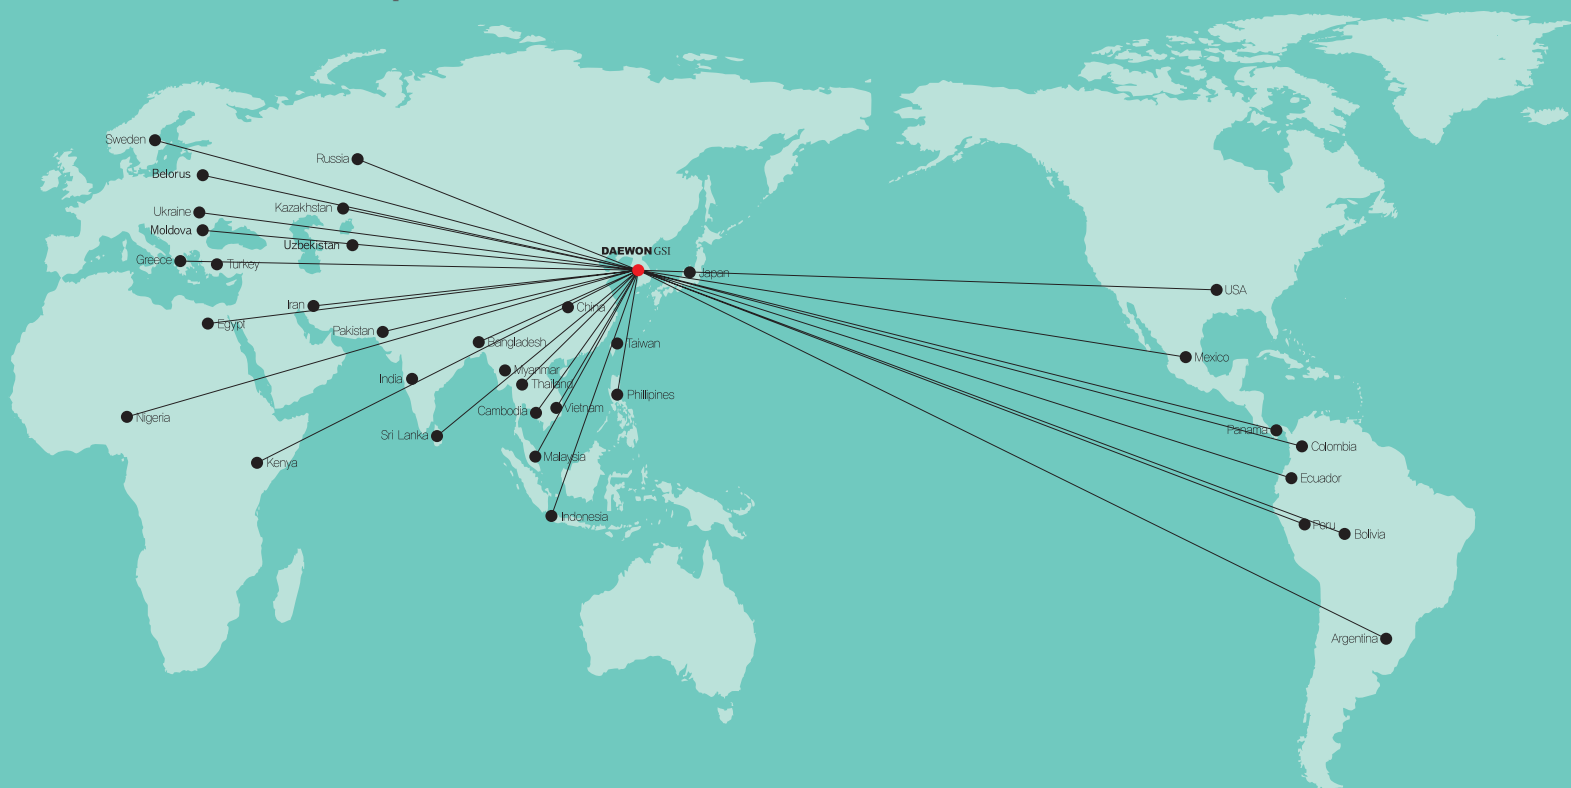 Sweden
Russia
Belorus
Kazakhstan
Ukraine
Moldova
Uzbekistan
DAEWON GSI
Greece
Turkey
Japan
USA
Iran
China
Egypt
Pakistan
Bangladesh
Taiwan
Mexico
Myanmar
India
Thailand
Phillipines
Cambodia
Vietnam
Nigeria
Panama
Sri Lanka
Colombia
Malaysia
Kenya
Ecuador
Indonesia
Peru
Bolivia
Argentina